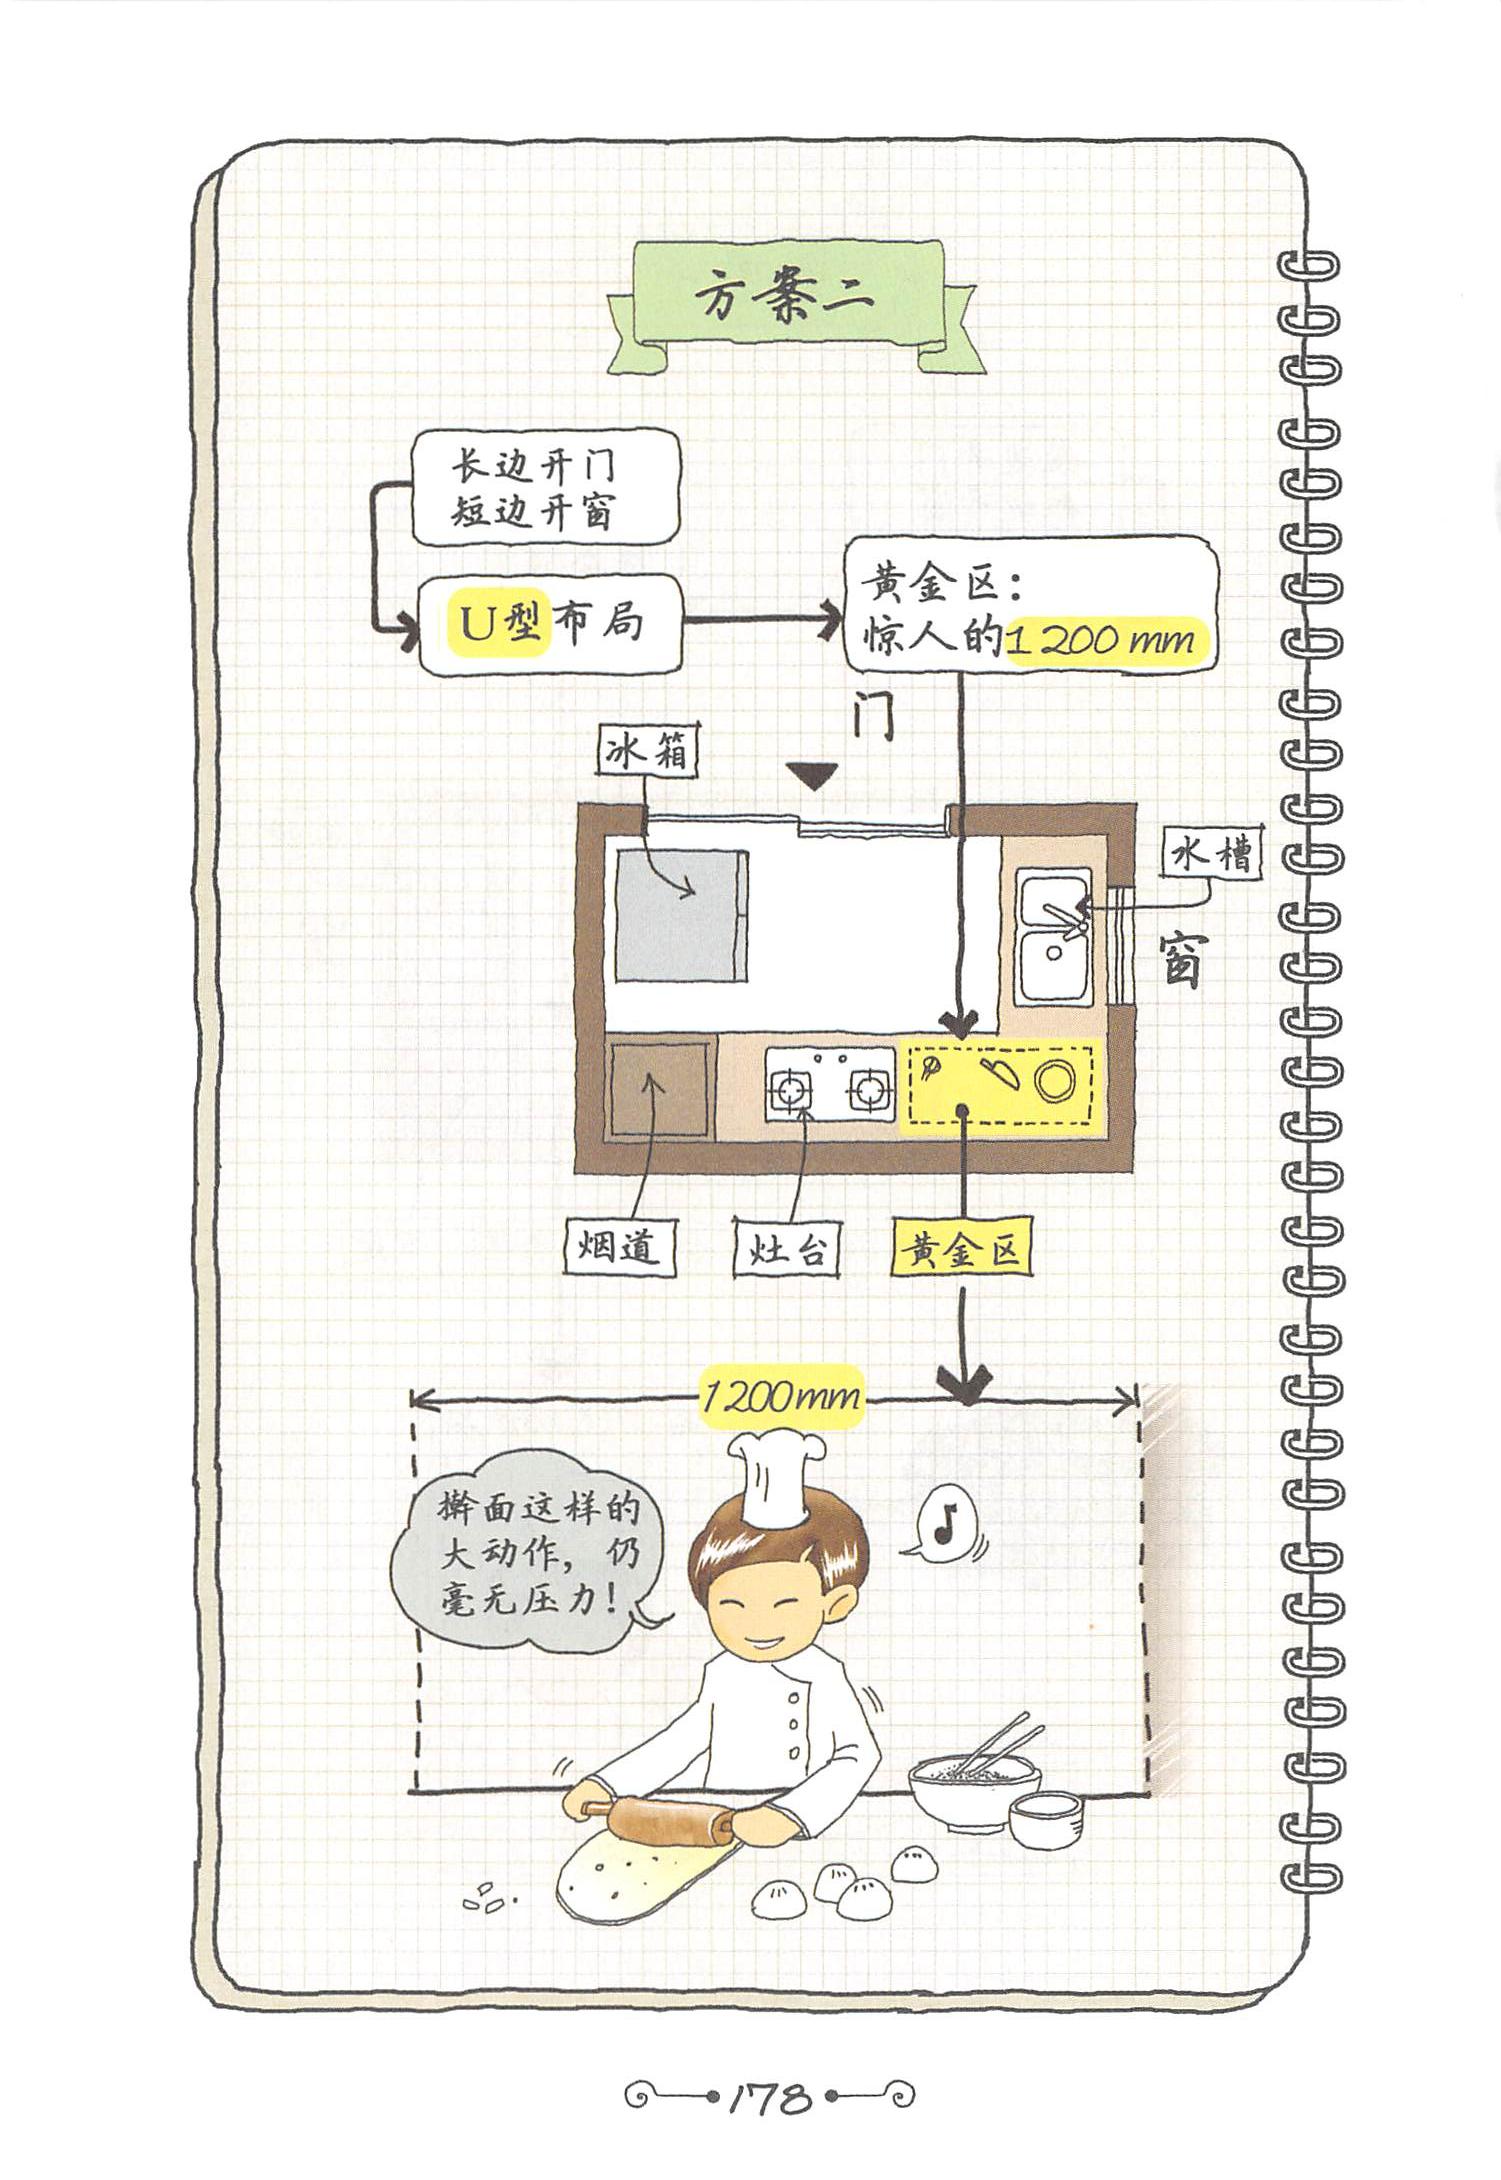 方案二
长边开门
短边开窗
U型布局
黄金区：
惊人的1200mm
门
冰箱
水槽
窗
烟道
灶台
黄金区
1200mm
擀面这样的
大动作，仍
毫无压力！
178